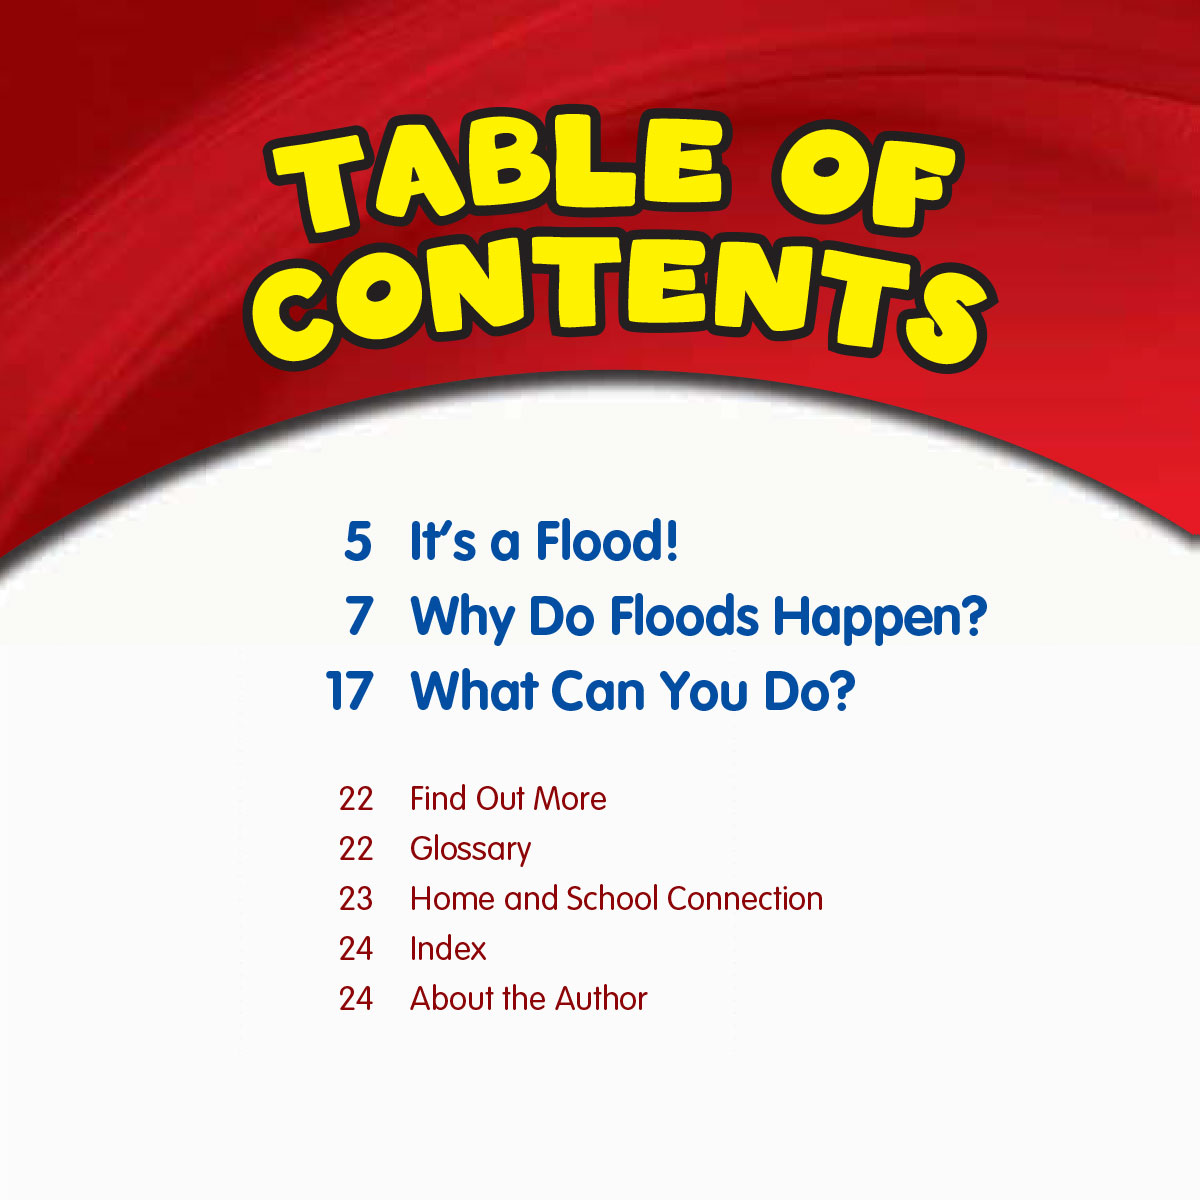 TABLE OF
CONTENTS
5 It's a Flood!
7 Why Do Floods Happen?
17 What Can You Do?
22 Find Out More
22 Glossary
23 Home and School Connection
24 Index
24 About the Author